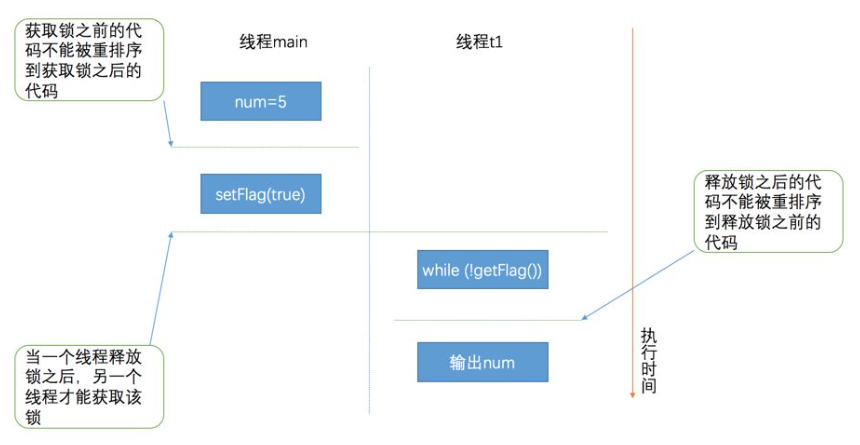 获取锁之前的代
码不能被重排序
到获取锁之后的
代码
线程main
线程t1
num=5
setFlag(true)
释放锁之后的代
码不能被重排序
到释放锁之前的
代码
while (!getFlag())
当一个线程释放
锁之后，另一个
线程才能获取该
锁
输出num
执行时间